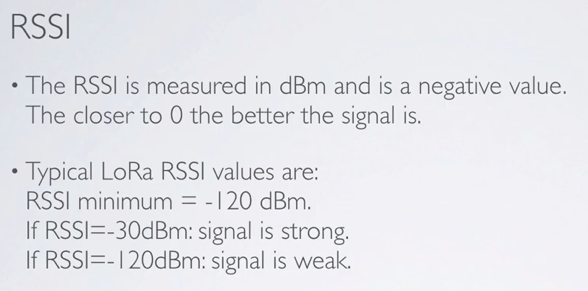 RSSI
• The RSSI is measured in dBm and is a negative value.
The closer to 0 the better the signal is.
• Typical LoRa RSSI values are:
RSSI minimum = -120 dBm.
If RSSI=-30dBm: signal is strong.
If RSSI=-120dBm: signal is weak.